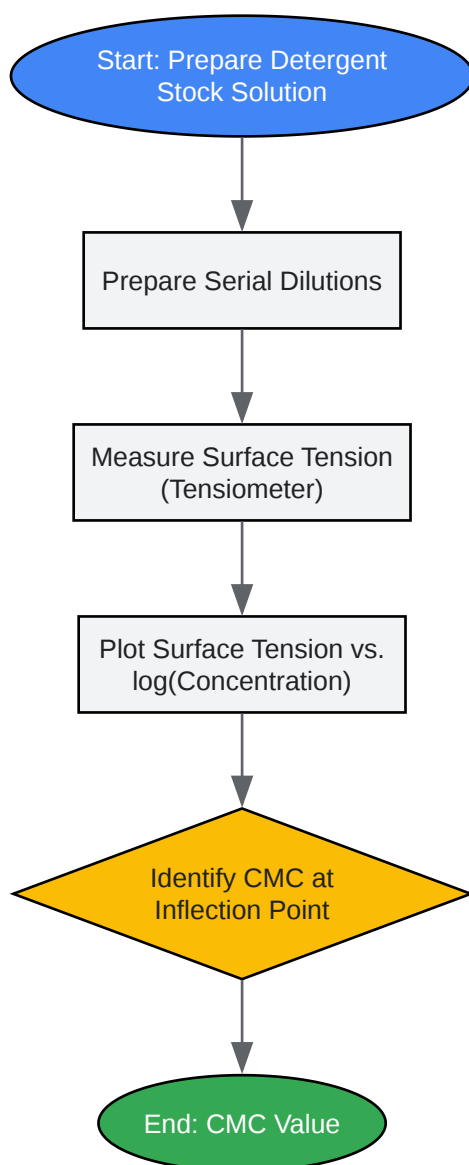 Start: Prepare Detergent
Stock Solution
Prepare Serial Dilutions
Measure Surface Tension
(Tensiometer)
Plot Surface Tension vs.
log(Concentration)
Identify CMC at
Inflection Point
End: CMC Value